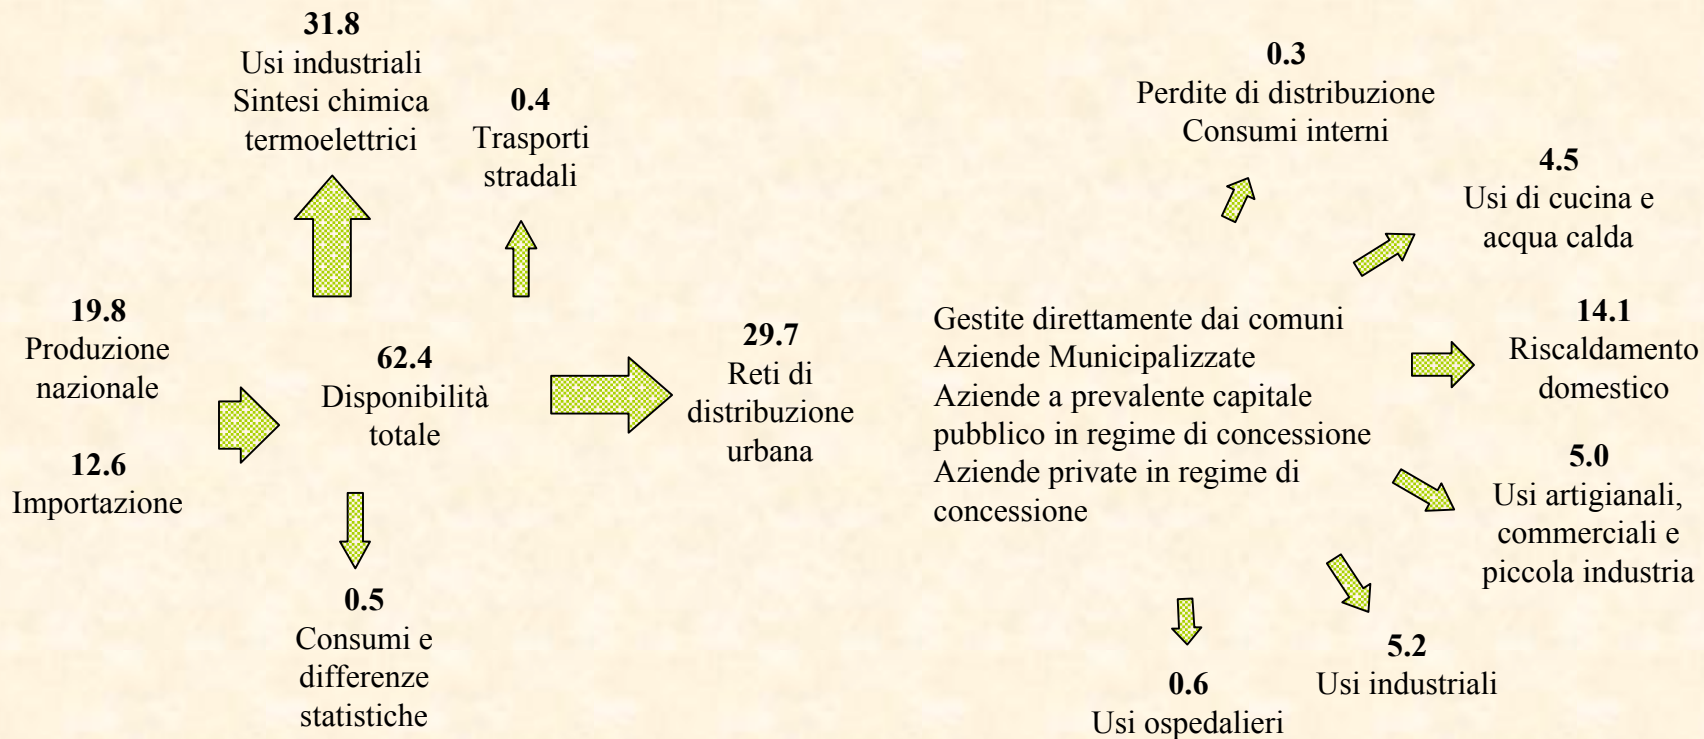 31.8
Usi industriali
Sintesi chimica
termoelettrici
0.4
Trasporti
stradali
19.8
Produzione
nazionale
12.6
Importazione
62.4
Disponibilità
totale
29.7
Reti di
distribuzione
urbana
0.5
Consumi e
differenze
statistiche
0.3
Perdite di distribuzione
Consumi interni
4.5
Usi di cucina e
acqua calda
Gestite direttamente dai comuni
Aziende Municipalizzate
Aziende a prevalente capitale
pubblico in regime di concessione
Aziende private in regime di
concessione
14.1
Riscaldamento
domestico
5.0
Usi artigianali,
commerciali e
piccola industria
5.2
Usi industriali
0.6
Usi ospedalieri